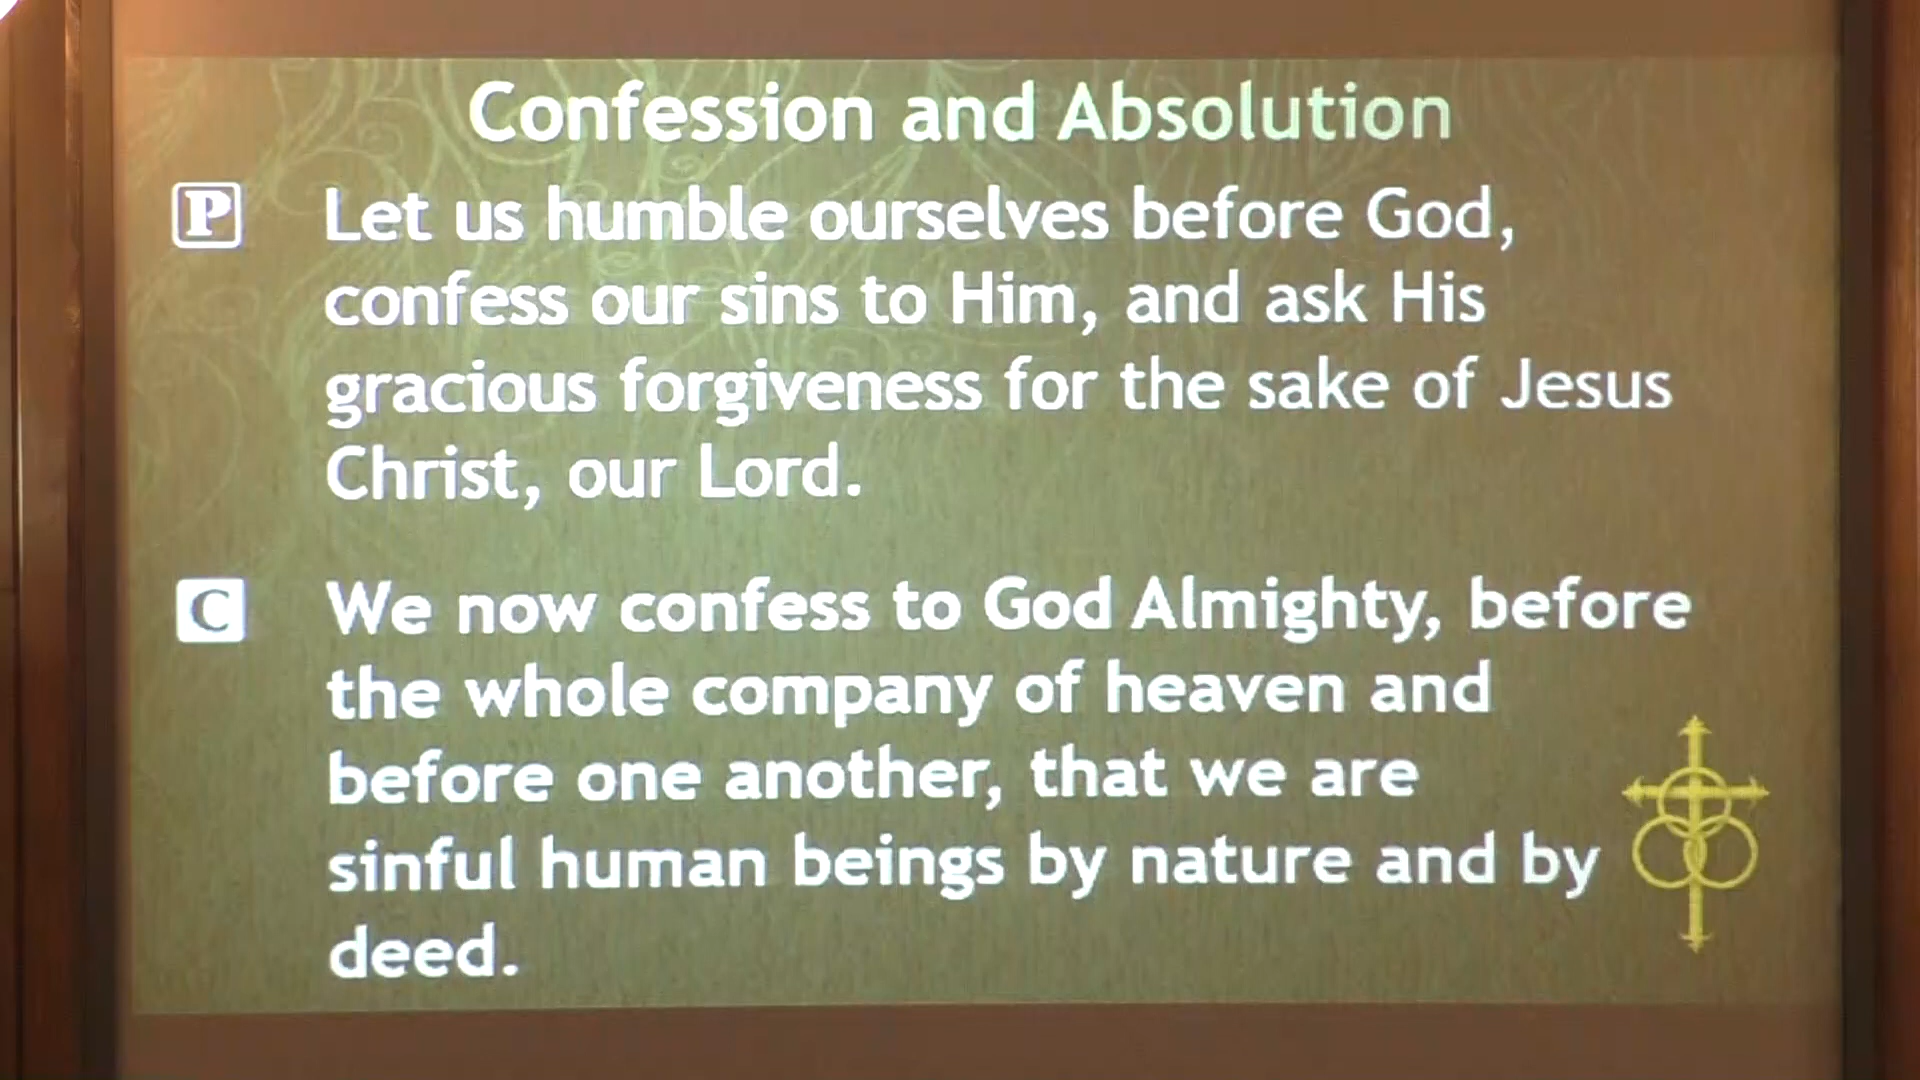 Confession and Absolution
P Let us humble ourselves before God,
confess our sins to Him, and ask His
gracious forgiveness for the sake of Jesus
Christ, our Lord.
C We now confess to God Almighty, before
the whole company of heaven and
before one another, that we are
sinful human beings by nature and by
deed.